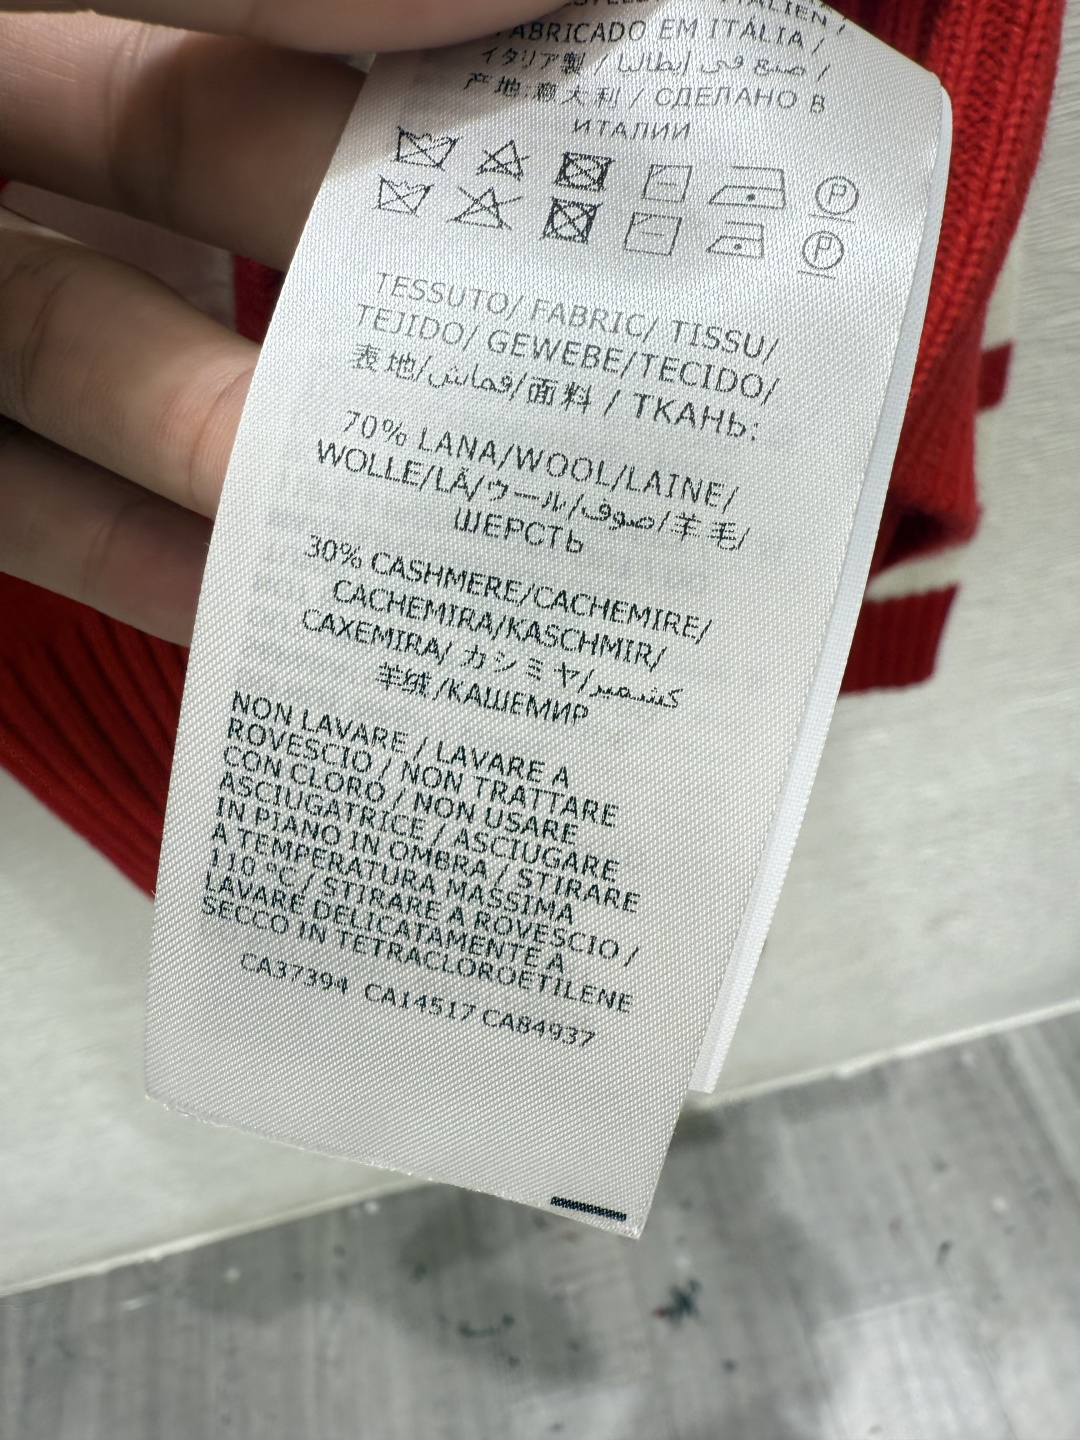 ITALIEN /
FABRICADO EM ITÁLIA /
イタリア製 / صنع في إيطاليا /
产地:意大利 / СДЕЛАНО В
ИТАЛИИ
P
P
TESSUTO/ FABRIC/ TISSU/
TEJIDO/ GEWEBE/TECIDO/
表地/قماش/面料 / ТКАНЬ:
70% LANA/WOOL/LAINE/
WOLLE/LÃ/ウール/صوف/羊毛/
ШЕРСТЬ
30% CASHMERE/CACHEMIRE/
CACHEMIRA/KASCHMIR/
CAXEMIRA/ カシミヤ/كشمير
羊绒/КАШЕМИР
NON LAVARE / LAVARE A
ROVESCIO / NON TRATTARE
CON CLORO / NON USARE
ASCIUGATRICE / ASCIUGARE
IN PIANO IN OMBRA / STIRARE
A TEMPERATURA MASSIMA
110 °C/ STIRARE A ROVESCIO /
LAVARE DELICATAMENTE A
SECCO IN TETRACLOROETILENE
CA37394 CA14517 CA84937